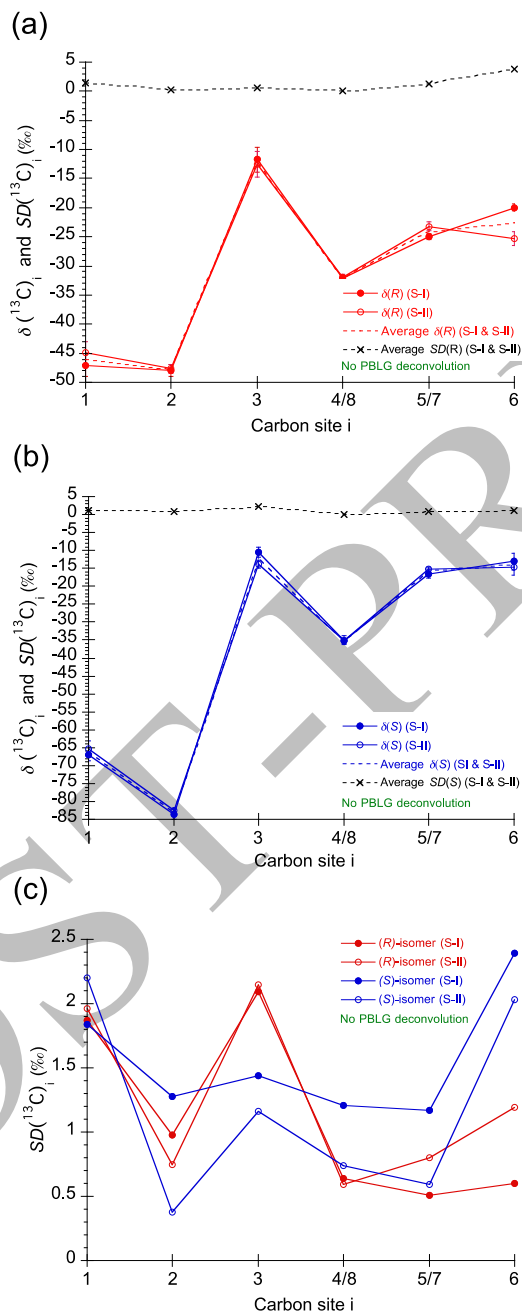 (a)
δ (¹³C)ᵢ and SD(¹³C)ᵢ (‰)
5
0
-5
-10
-15
-20
-25
-30
-35
-40
-45
-50
δ(R) (S-I)
δ(R) (S-II)
Average δ(R) (S-I & S-II)
Average SD(R) (S-I & S-II)
No PBLG deconvolution
1 2 3 4/8 5/7 6
Carbon site i
(b)
δ (¹³C)ᵢ and SD(¹³C)ᵢ (‰)
5
0
-5
-10
-15
-20
-25
-30
-35
-40
-45
-50
-55
-60
-65
-70
-75
-80
-85
δ(S) (S-I)
δ(S) (S-II)
Average δ(S) (SI & S-II)
Average SD(S) (S-I & S-II)
No PBLG deconvolution
1 2 3 4/8 5/7 6
Carbon site i
(c)
SD(¹³C)ᵢ (‰)
2.5
2
1.5
1
0.5
0
(R)-isomer (S-I)
(R)-isomer (S-II)
(S)-isomer (S-I)
(S)-isomer (S-II)
No PBLG deconvolution
1 2 3 4/8 5/7 6
Carbon site i